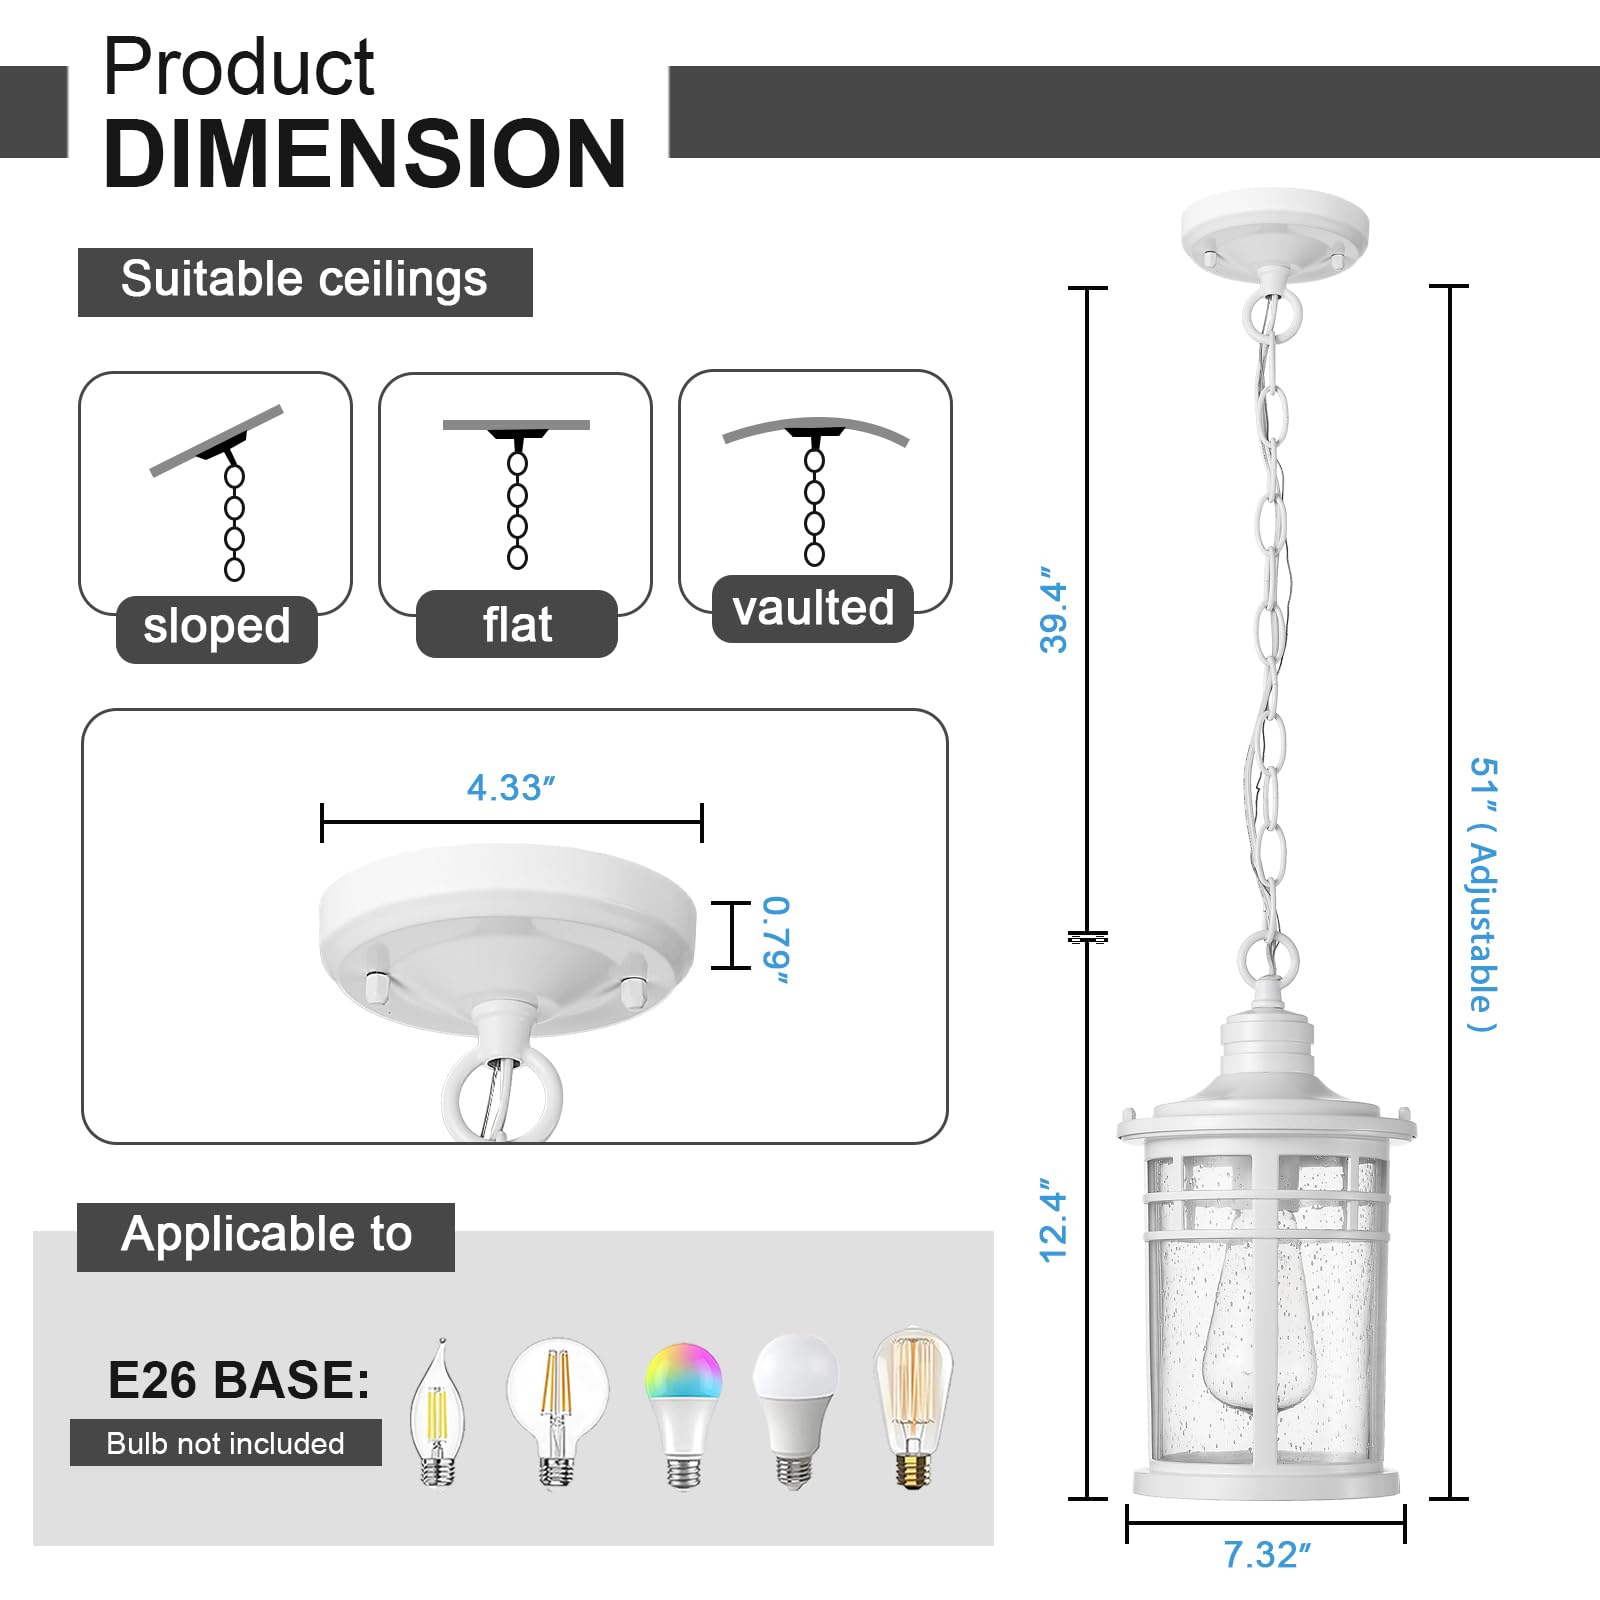 Product
DIMENSION
Suitable ceilings
sloped
flat
vaulted
4.33″
0.79″
39.4″
51″ ( Adjustable )
12.4″
7.32″
Applicable to
E26 BASE:
Bulb not included